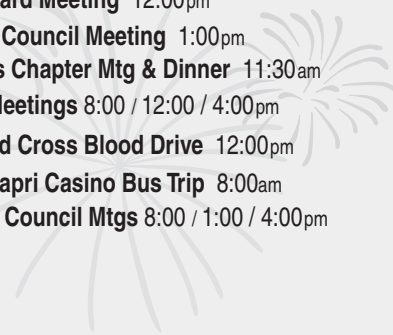 ard Meeting 12:00pm
Council Meeting 1:00pm
s Chapter Mtg & Dinner 11:30am
Meetings 8:00 / 12:00 / 4:00pm
d Cross Blood Drive 12:00pm
apri Casino Bus Trip 8:00am
Council Mtgs 8:00 / 1:00 / 4:00pm